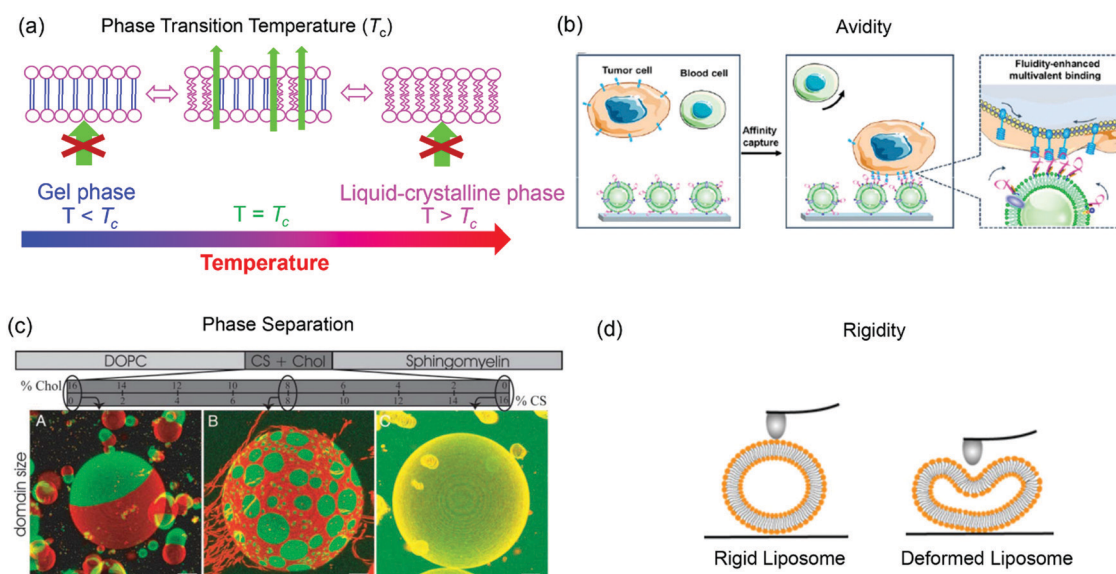 (a)
Phase Transition Temperature (Tc)
Gel phase
T < Tc
T = Tc
Liquid-crystalline phase
T > Tc
Temperature
(b)
Avidity
Tumor cell
Blood cell
Affinity
capture
Fluidity-enhanced
multivalent binding
(c)
Phase Separation
DOPC
CS + Chol
Sphingomyelin
% Chol
16 14 12 10 8 6 4 2 0
0 2 4 6 8 10 12 14 16
% CS
domain size
A
B
C
(d)
Rigidity
Rigid Liposome
Deformed Liposome